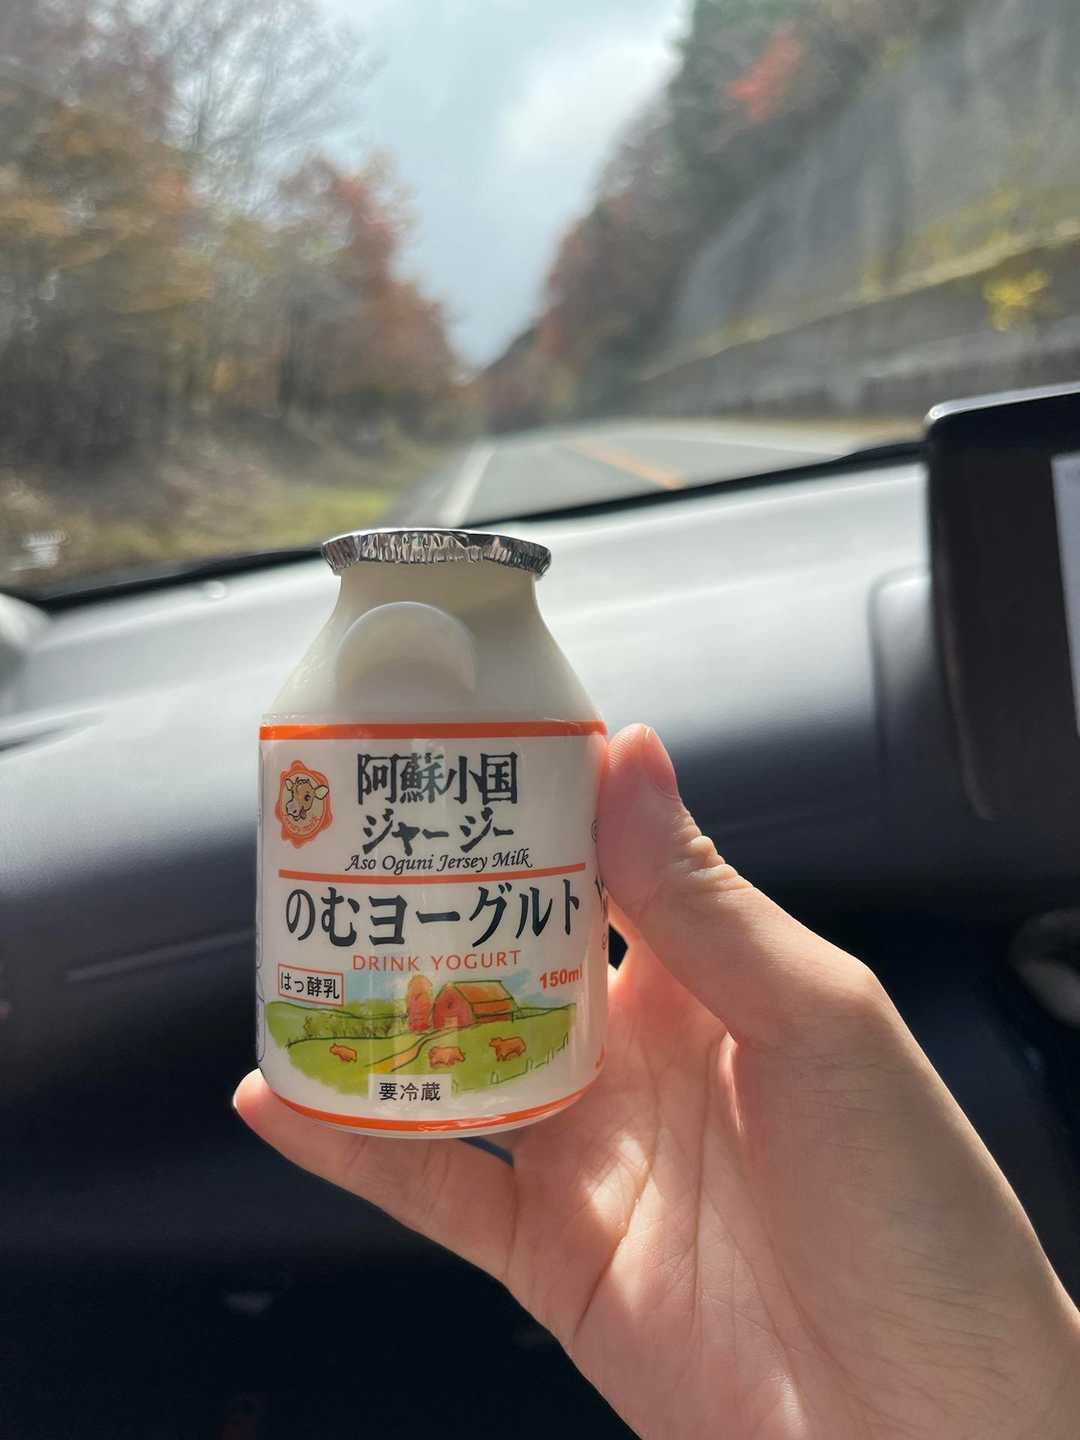 阿蘇小国
ジャージー
Aso Oguni Jersey Milk
のむヨーグルト
DRINK YOGURT
はっ酵乳
150ml
要冷蔵